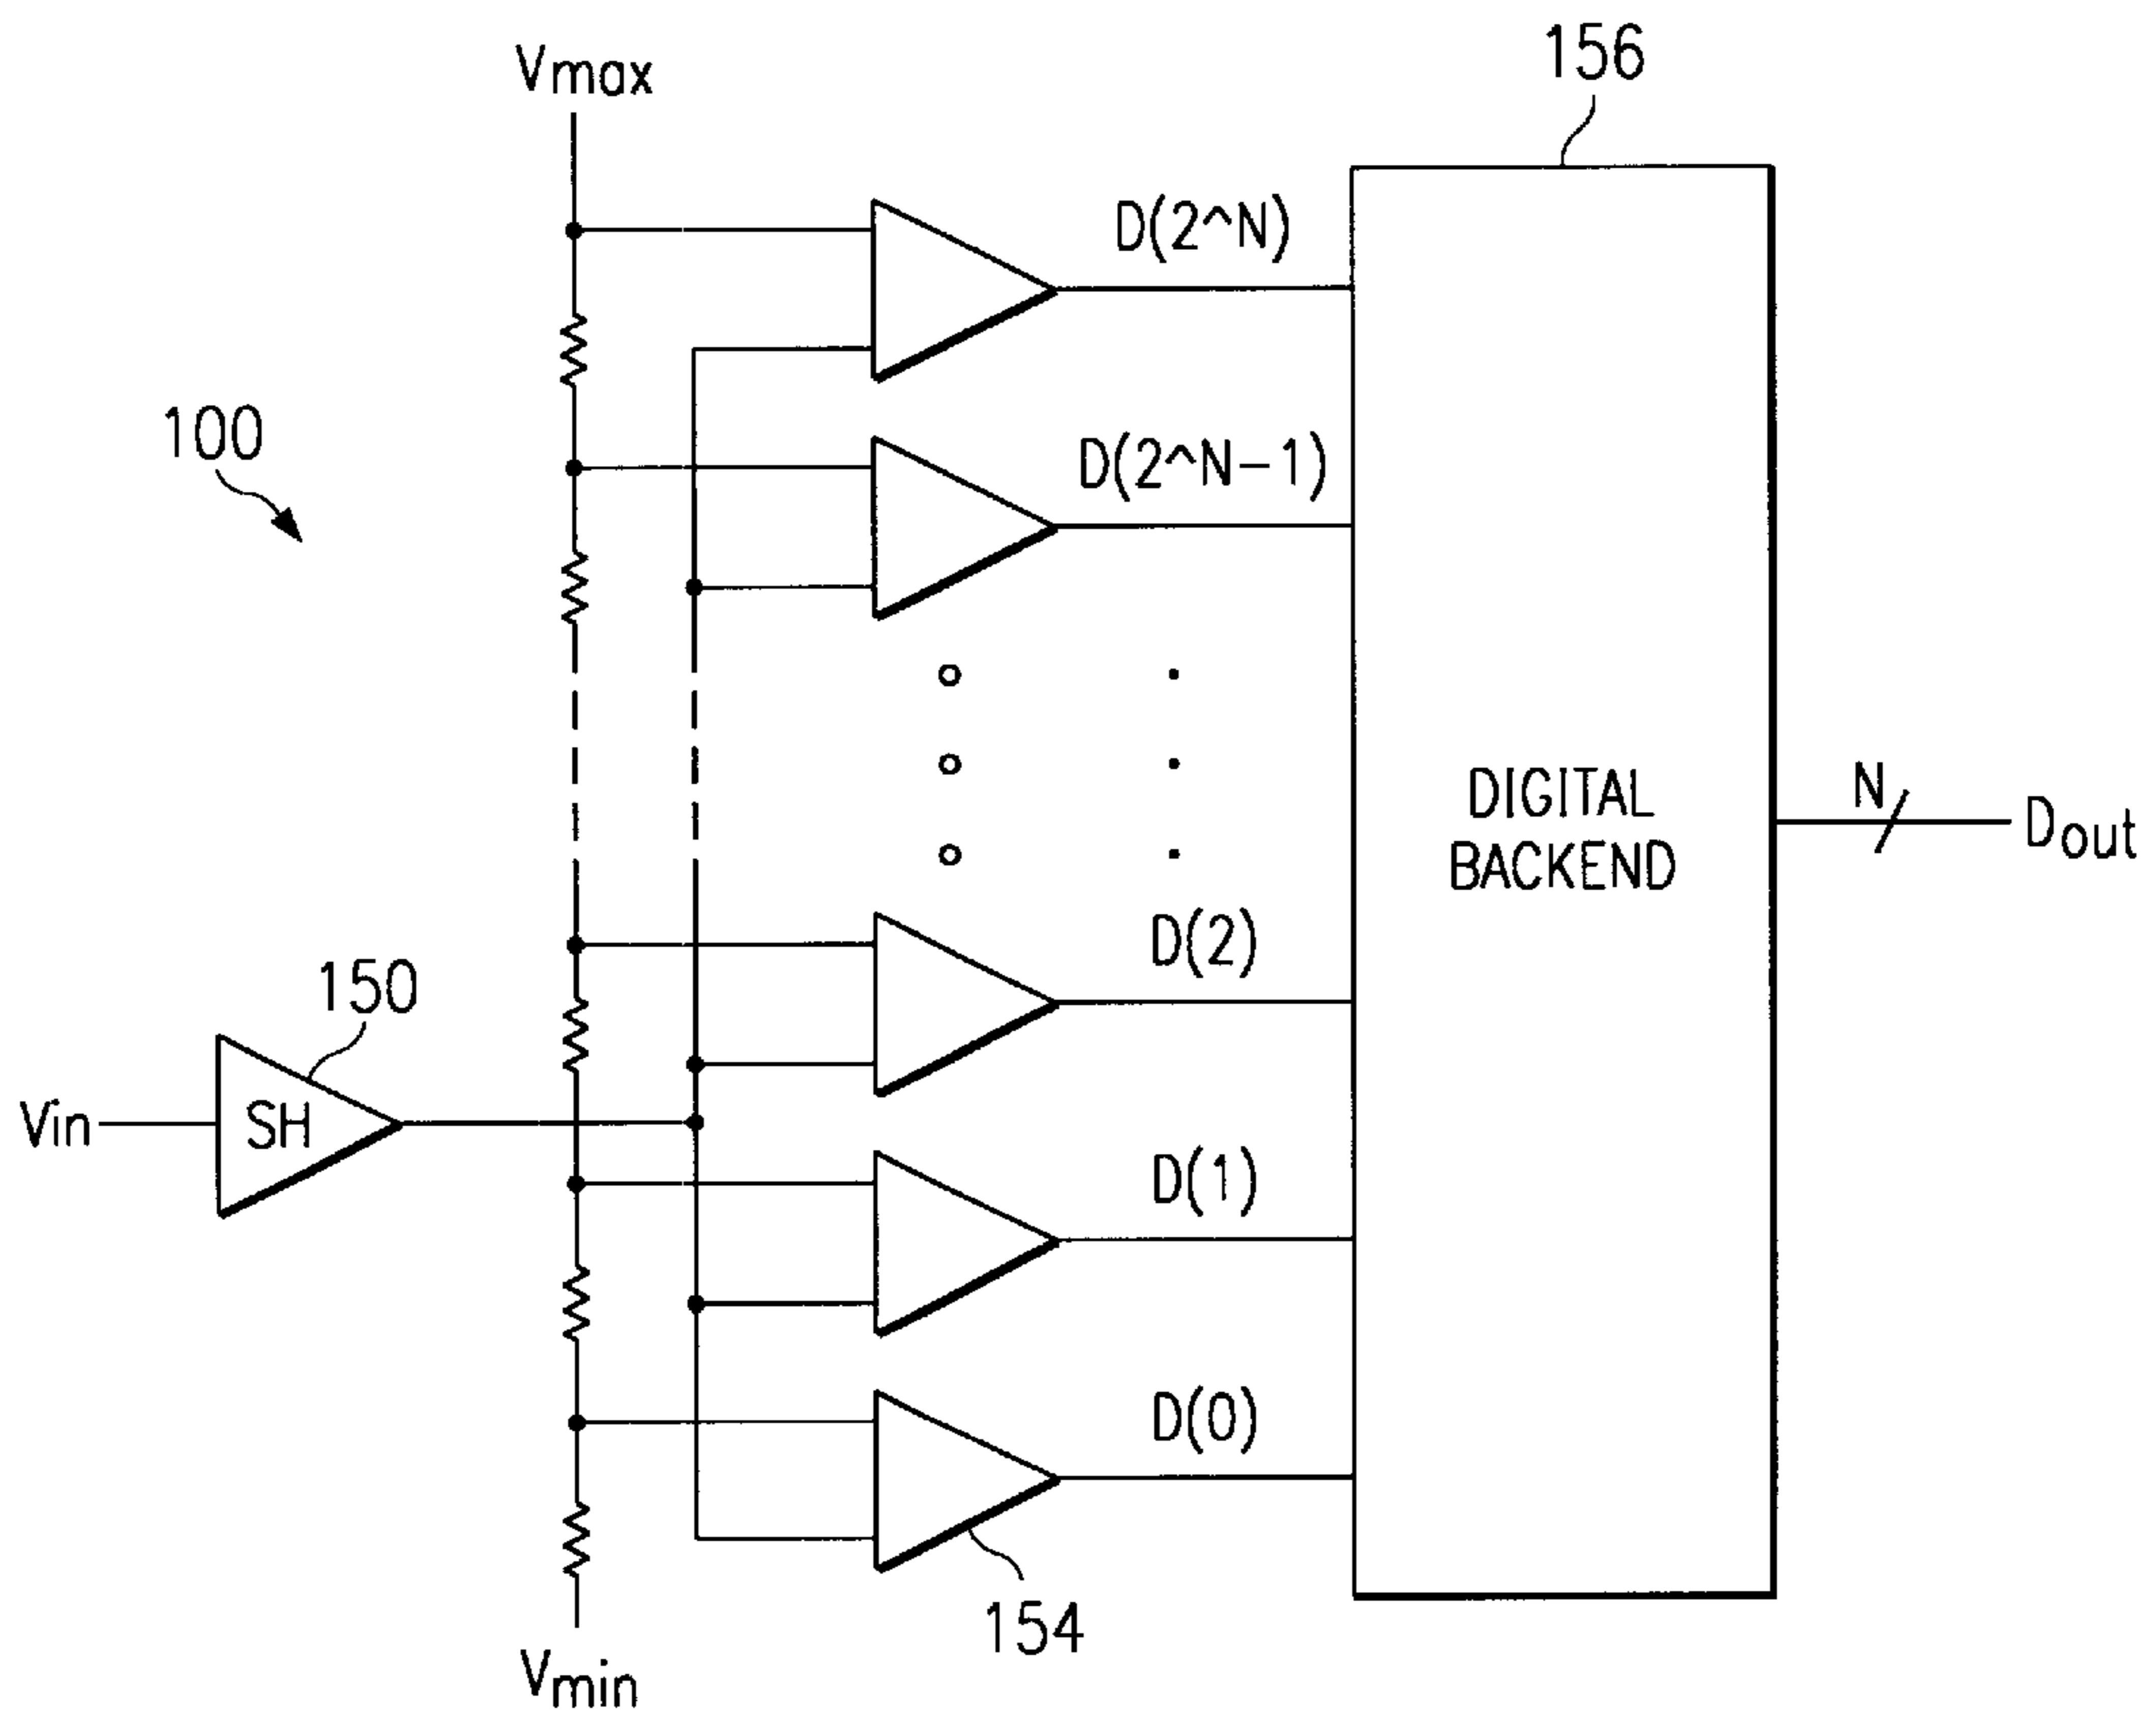 Vmax
156
D(2^N)
100
D(2^N-1)
DIGITAL
BACKEND
N
Dout
D(2)
150
Vin
SH
D(1)
D(0)
154
Vmin